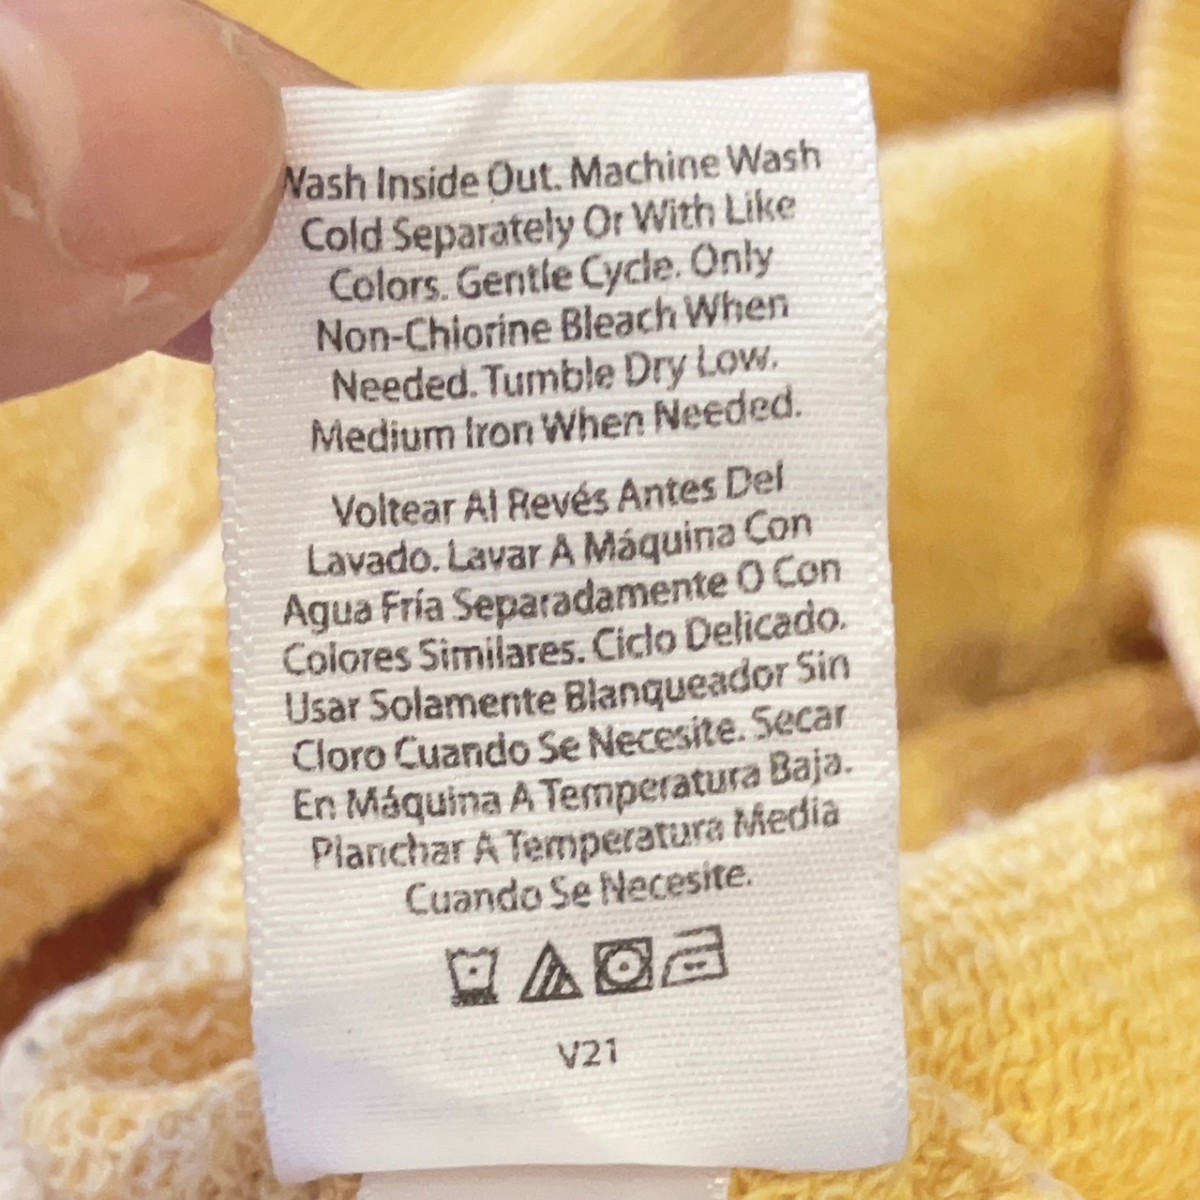 Wash Inside Out. Machine Wash
Cold Separately Or With Like
Colors. Gentle Cycle. Only
Non-Chlorine Bleach When
Needed. Tumble Dry Low.
Medium Iron When Needed.
Voltear Al Revés Antes Del
Lavado. Lavar A Máquina Con
Agua Fría Separadamente O Con
Colores Similares. Ciclo Delicado.
Usar Solamente Blanqueador Sin
Cloro Cuando Se Necesite. Secar
En Máquina A Temperatura Baja.
Planchar A Temperatura Media
Cuando Se Necesite.
V21